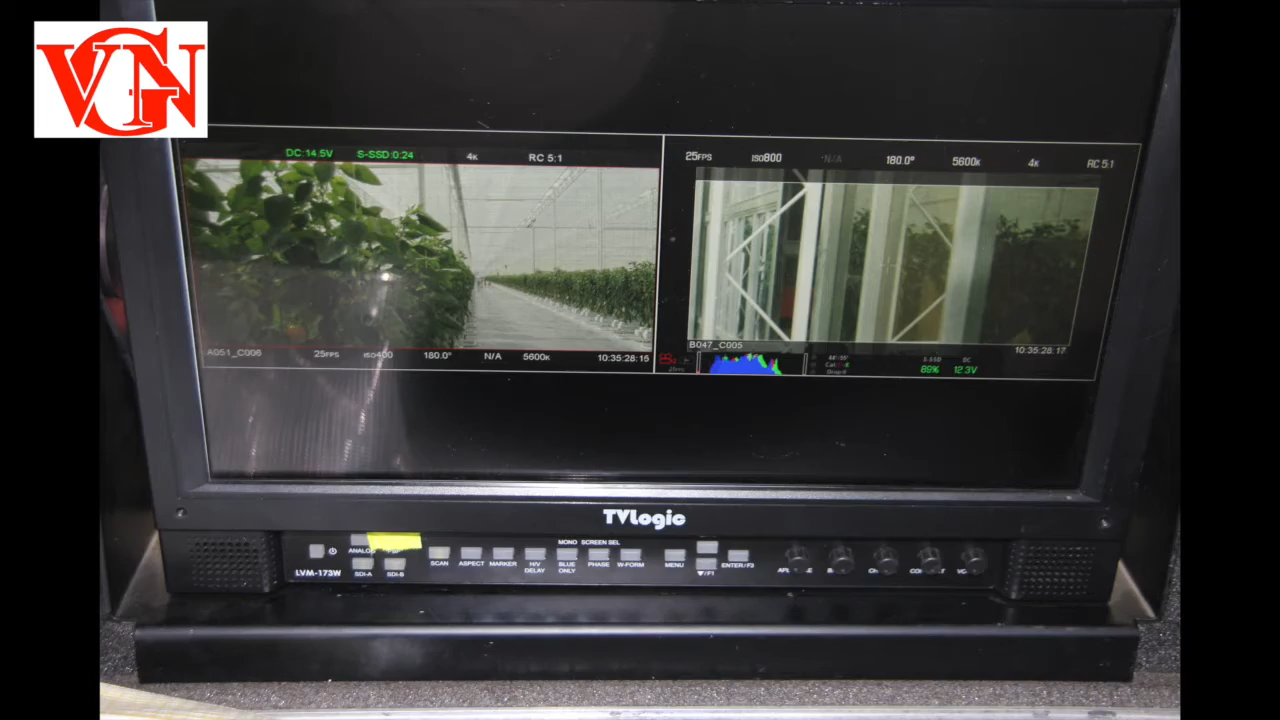 VGN
DC:14.5V S-SSD:0:24 4K RC 5:1
25FPS ISO800 N/A 180.0° 5600K 4K RC 5:1
A051_C006
25FPS ISO400 180.0° N/A 5600K 10:35:28:15
B047_C005
10:35:28:17
S.SSD
89% 12.3V
TVLogic
MONO SCREEN SEL
SCAN ASPECT MARKER H/V DELAY BLUE ONLY PHASE W-FORM MENU ▼/F1 ENTER/F3
LVM-173W SDI-A SDI-B